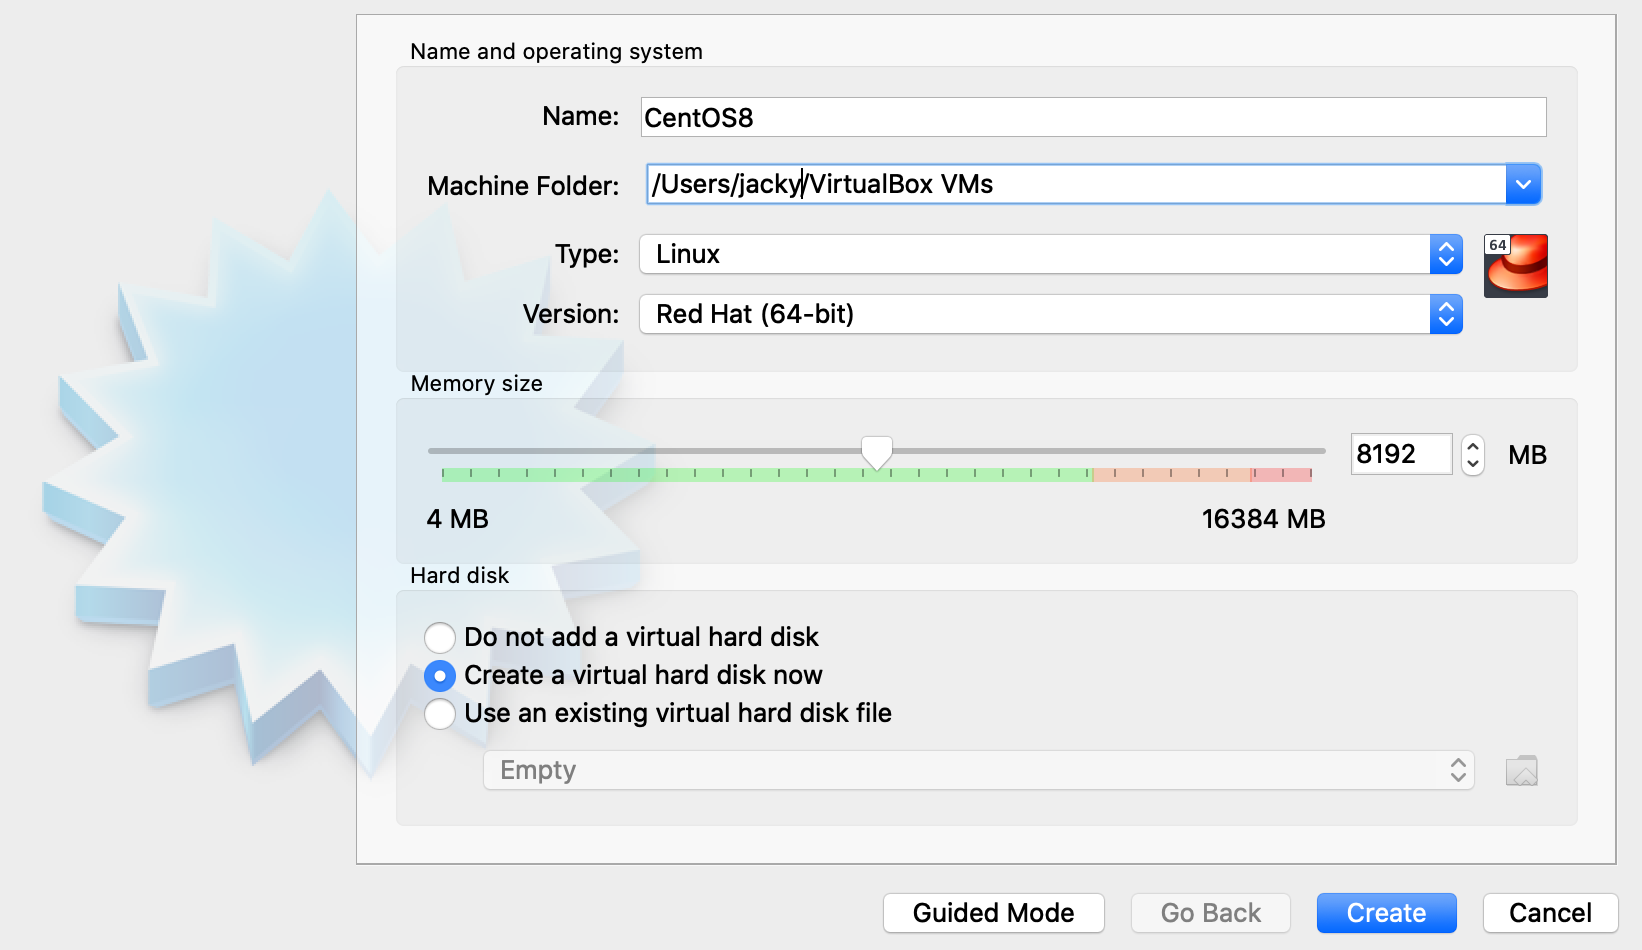 Name and operating system
Name: CentOS8
Machine Folder: /Users/jacky/VirtualBox VMs
Type: Linux
64
Version: Red Hat (64-bit)
Memory size
8192 MB
4 MB 16384 MB
Hard disk
Do not add a virtual hard disk
Create a virtual hard disk now
Use an existing virtual hard disk file
Empty
Guided Mode Go Back Create Cancel